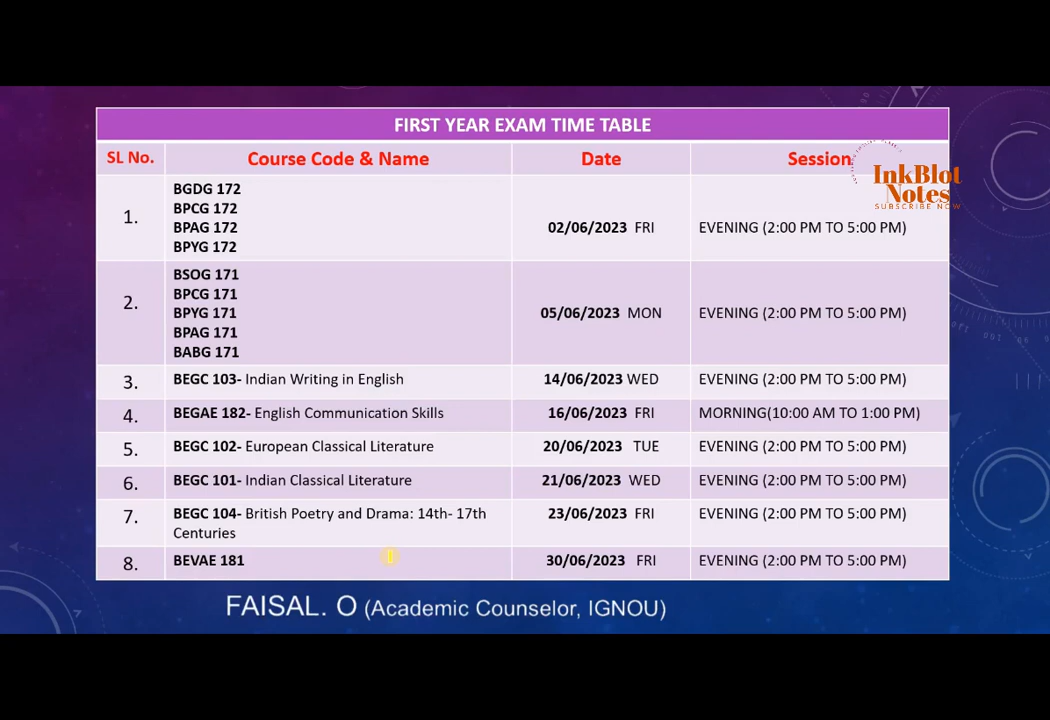 FIRST YEAR EXAM TIME TABLE
SL No. Course Code & Name Date Session
InkBlot
Notes
SUBSCRIBE NOW
1. BGDG 172
BPCG 172
BPAG 172
BPYG 172
02/06/2023 FRI EVENING (2:00 PM TO 5:00 PM)
2. BSOG 171
BPCG 171
BPYG 171
BPAG 171
BABG 171
05/06/2023 MON EVENING (2:00 PM TO 5:00 PM)
3. BEGC 103- Indian Writing in English 14/06/2023 WED EVENING (2:00 PM TO 5:00 PM)
4. BEGAE 182- English Communication Skills 16/06/2023 FRI MORNING(10:00 AM TO 1:00 PM)
5. BEGC 102- European Classical Literature 20/06/2023 TUE EVENING (2:00 PM TO 5:00 PM)
6. BEGC 101- Indian Classical Literature 21/06/2023 WED EVENING (2:00 PM TO 5:00 PM)
7. BEGC 104- British Poetry and Drama: 14th- 17th
Centuries
23/06/2023 FRI EVENING (2:00 PM TO 5:00 PM)
8. BEVAE 181 30/06/2023 FRI EVENING (2:00 PM TO 5:00 PM)
FAISAL. O (Academic Counselor, IGNOU)